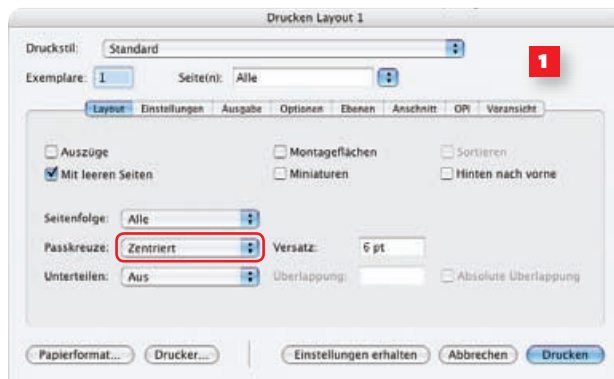 Drucken Layout 1
Druckstil: Standard
1
Exemplare: 1 Seite(n): Alle
Layout Einstellungen Ausgabe Optionen Ebenen Anschnitt OPI Voransicht
Auszüge Montageflächen Sortieren
Mit leeren Seiten Miniaturen Hinten nach vorne
Seitenfolge: Alle
Passkreuze: Zentriert Versatz: 6 pt
Unterteilen: Aus Überlappung: Absolute Überlappung
Papierformat... Drucker... Einstellungen erhalten Abbrechen Drucken